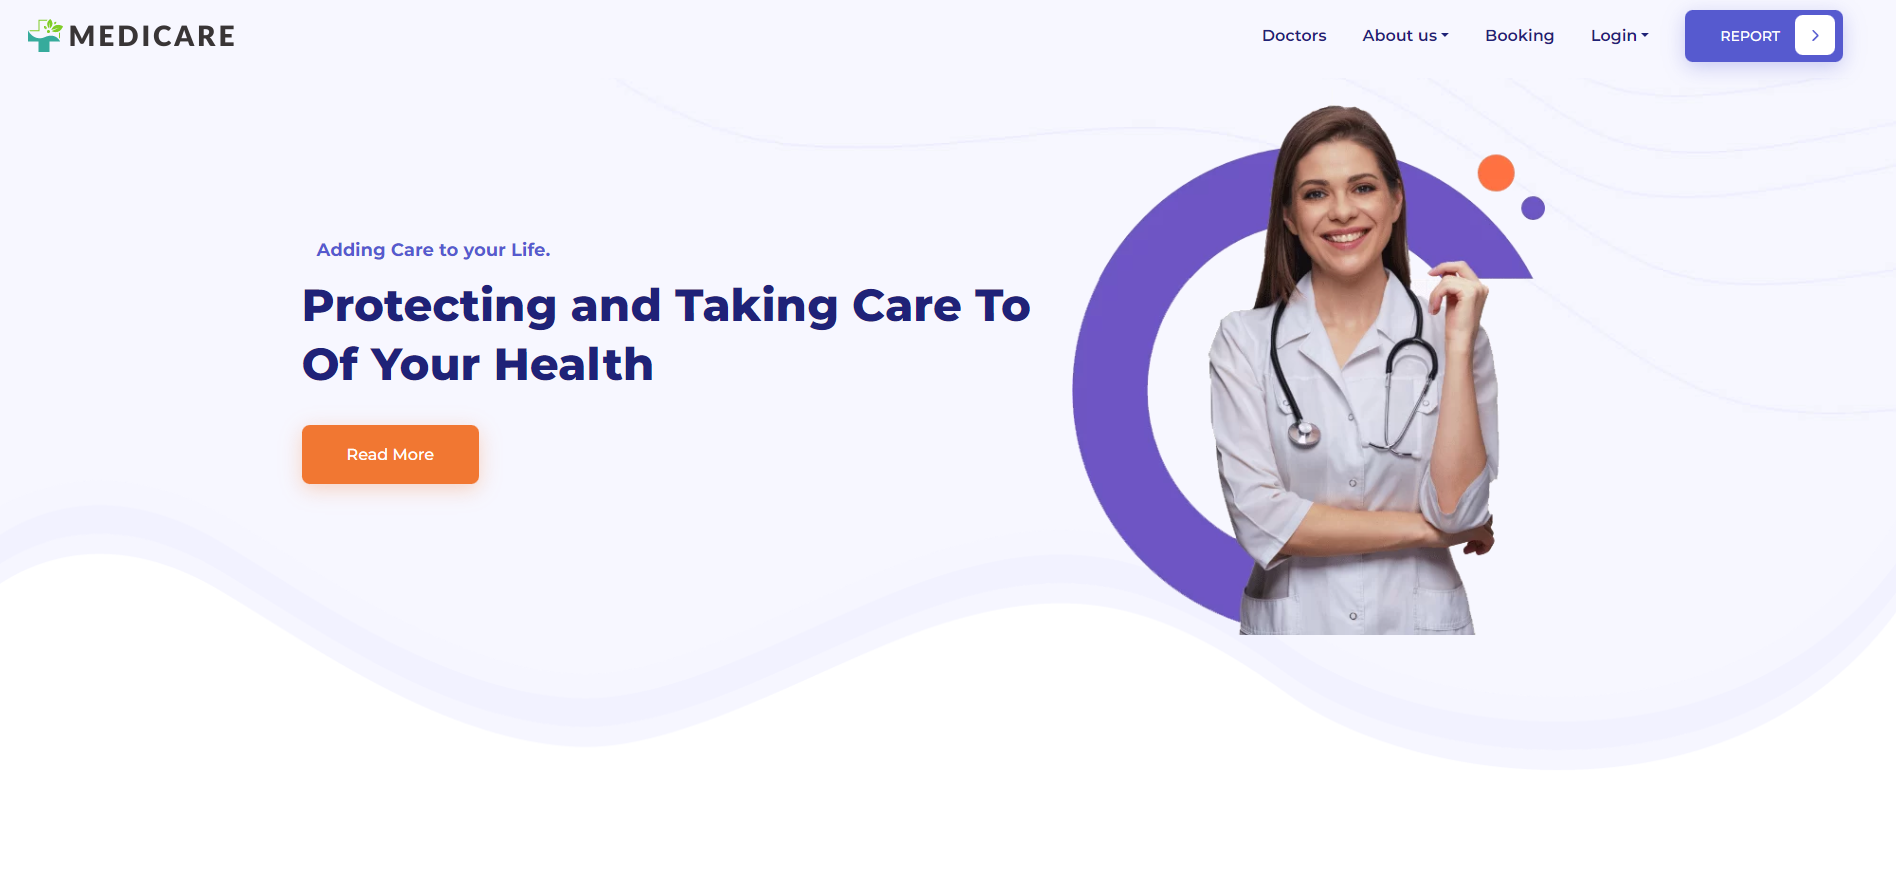 MEDICARE
Doctors
About us
Booking
Login
REPORT
Adding Care to your Life.
Protecting and Taking Care To
Of Your Health
Read More